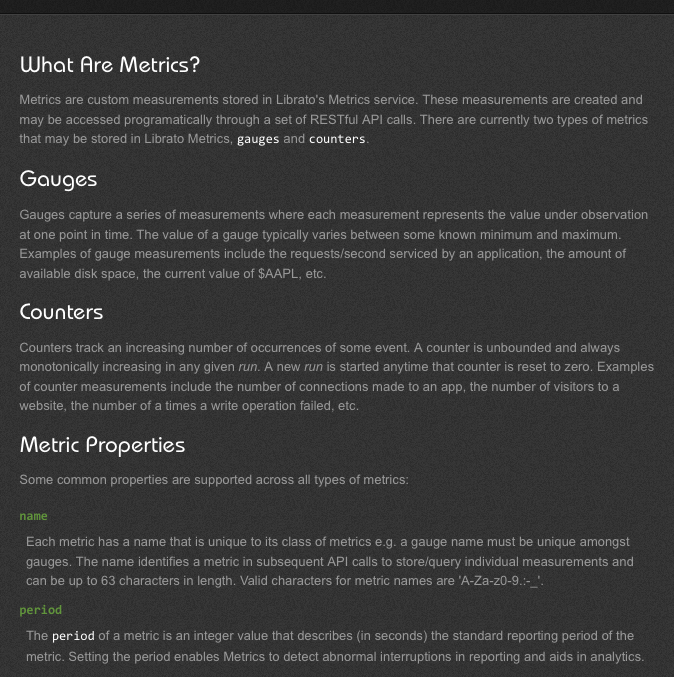 What Are Metrics?
Metrics are custom measurements stored in Librato's Metrics service. These measurements are created and
may be accessed programatically through a set of RESTful API calls. There are currently two types of metrics
that may be stored in Librato Metrics, gauges and counters.
Gauges
Gauges capture a series of measurements where each measurement represents the value under observation
at one point in time. The value of a gauge typically varies between some known minimum and maximum.
Examples of gauge measurements include the requests/second serviced by an application, the amount of
available disk space, the current value of $AAPL, etc.
Counters
Counters track an increasing number of occurrences of some event. A counter is unbounded and always
monotonically increasing in any given run. A new run is started anytime that counter is reset to zero. Examples
of counter measurements include the number of connections made to an app, the number of visitors to a
website, the number of a times a write operation failed, etc.
Metric Properties
Some common properties are supported across all types of metrics:
name
Each metric has a name that is unique to its class of metrics e.g. a gauge name must be unique amongst
gauges. The name identifies a metric in subsequent API calls to store/query individual measurements and
can be up to 63 characters in length. Valid characters for metric names are 'A-Za-z0-9.:-_'.
period
The period of a metric is an integer value that describes (in seconds) the standard reporting period of the
metric. Setting the period enables Metrics to detect abnormal interruptions in reporting and aids in analytics.